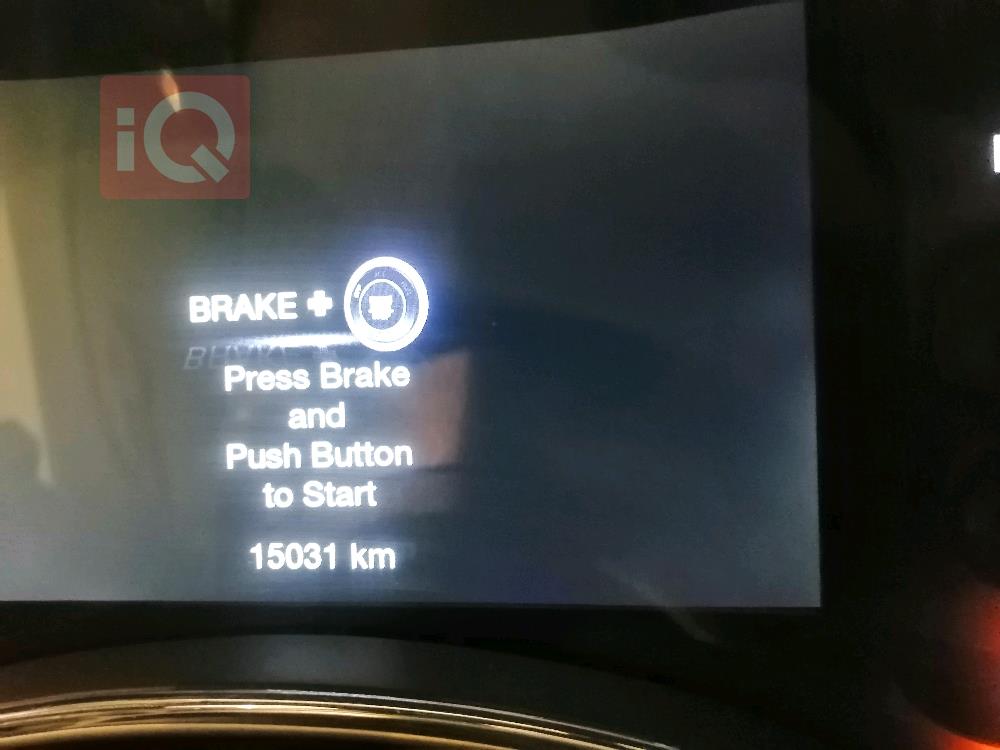 iQ
BRAKE +
Press Brake
and
Push Button
to Start
15031 km